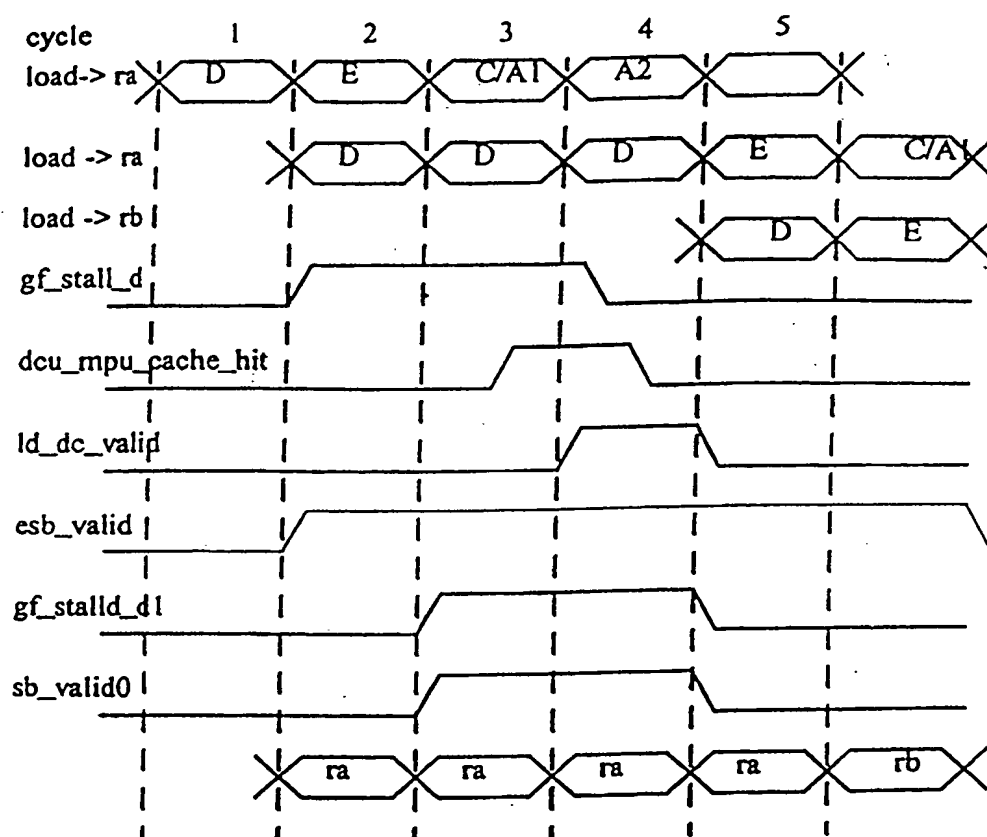 cycle 1 2 3 4 5
load-> ra D E C/A1 A2
load -> ra D D D E C/A1
load -> rb D E
gf_stall_d
dcu_mpu_cache_hit
ld_dc_valid
esb_valid
gf_stalld_d1
sb_valid0
ra ra ra ra rb